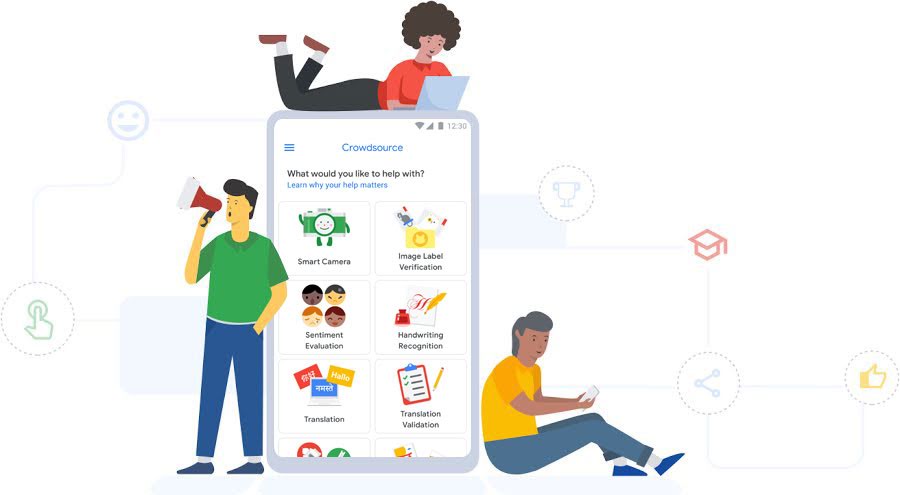 12:30
Crowdsource
What would you like to help with?
Learn why your help matters
Smart Camera
Image Label
Verification
Sentiment
Evaluation
Handwriting
Recognition
Hallo
नमस्ते
Translation
Translation
Validation